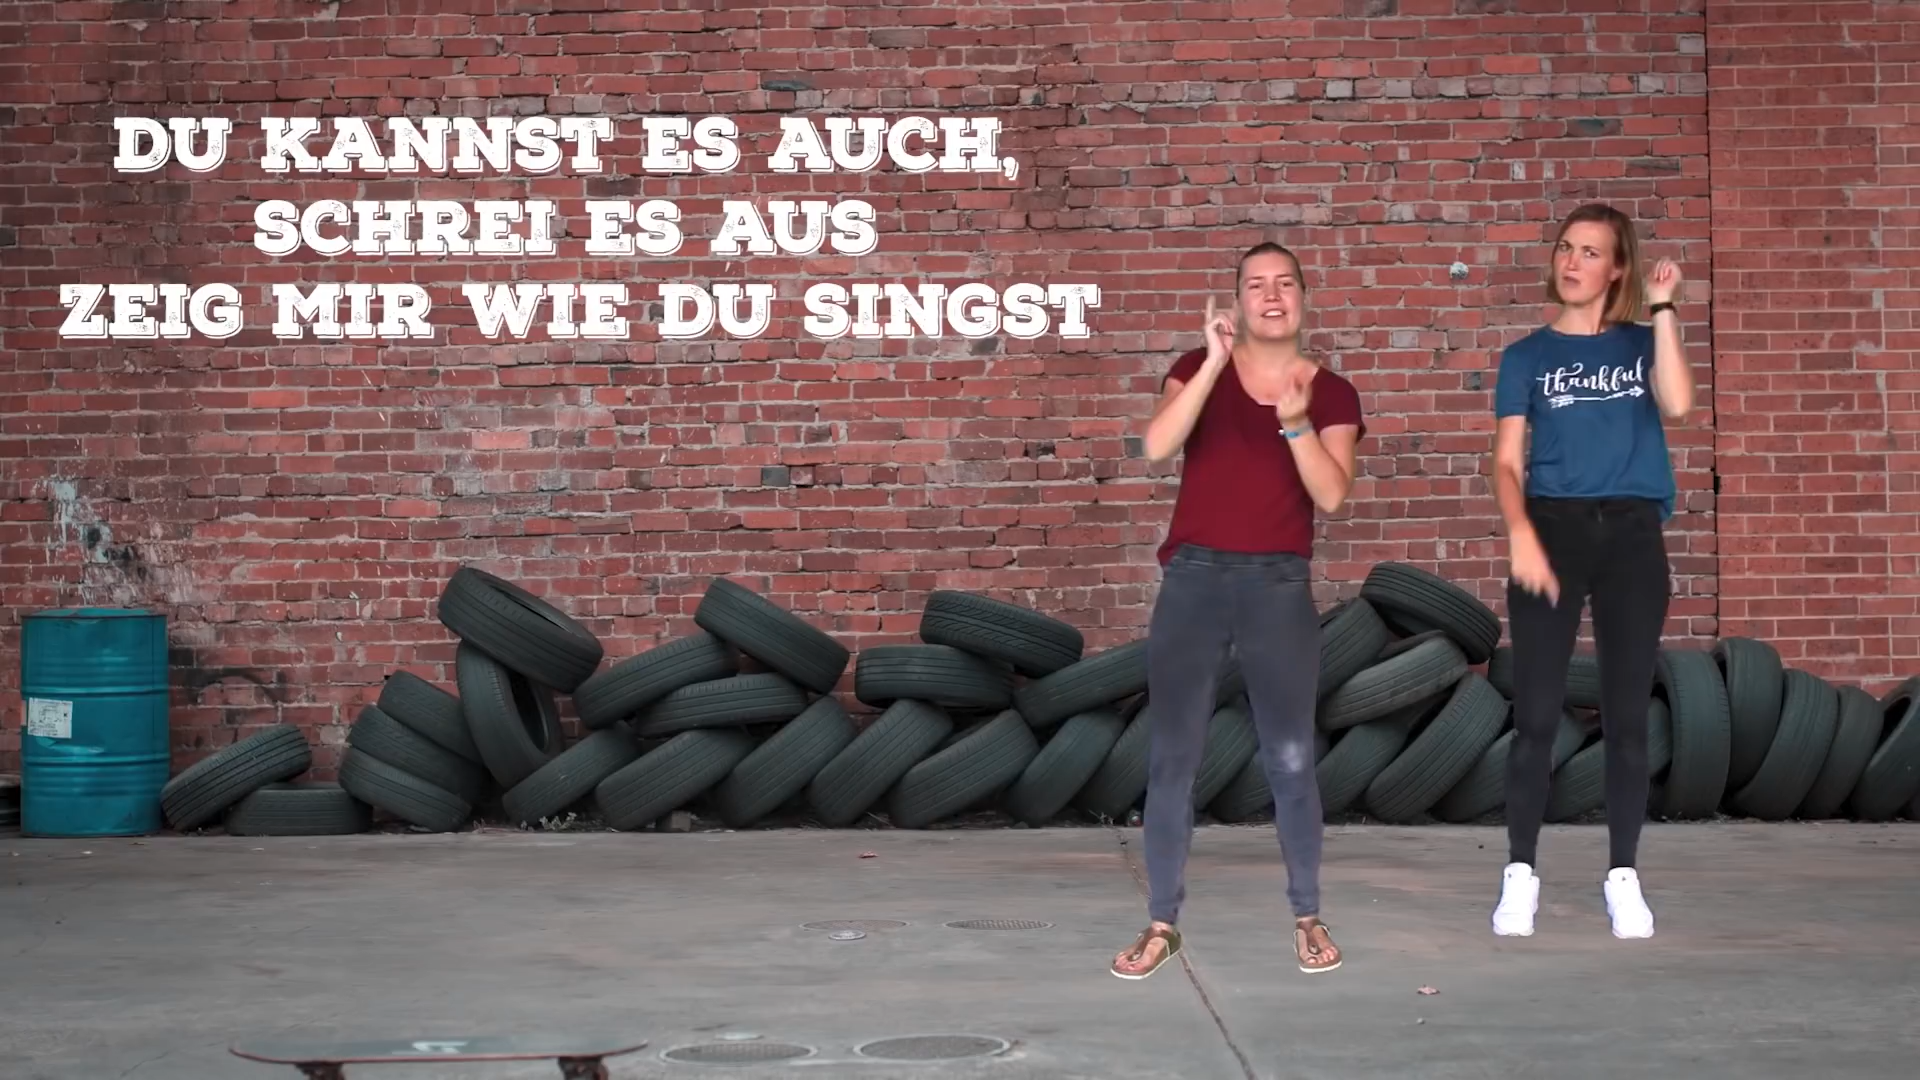 DU KANNST ES AUCH,
SCHREI ES AUS
ZEIG MIR WIE DU SINGST
thankful